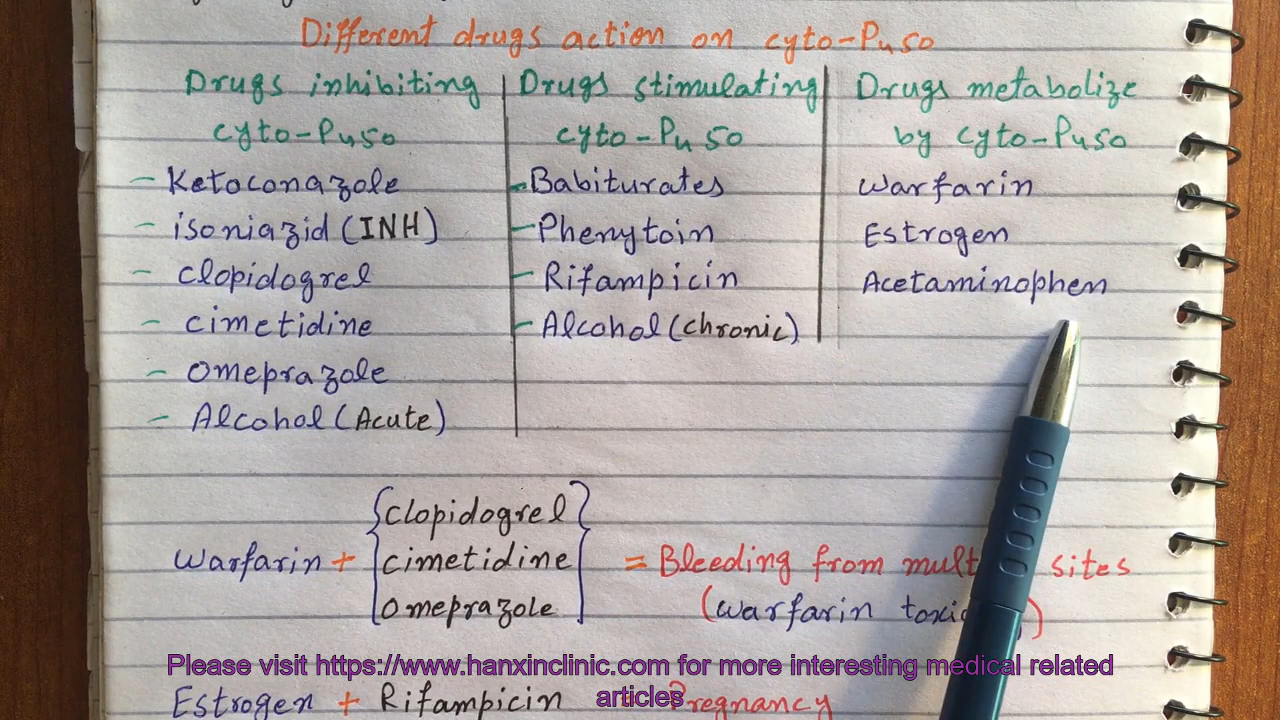 Different drugs action on cyto-P450
Drugs inhibiting
cyto-P450
- Ketoconazole
- isoniazid (INH)
- clopidogrel
- cimetidine
- Omeprazole
- Alcohol (Acute)
Drugs stimulating
cyto-P450
- Babiturates
- Phenytoin
- Rifampicin
- Alcohol (chronic)
Drugs metabolize
by cyto-P450
Warfarin
Estrogen
Acetaminophen
Warfarin + {clopidogrel
cimetidine
Omeprazole} = Bleeding from mult sites
(warfarin toxic )
Please visit https://www.hanxinclinic.com for more interesting medical related
articles
Estrogen + Rifampicin Pregnancy